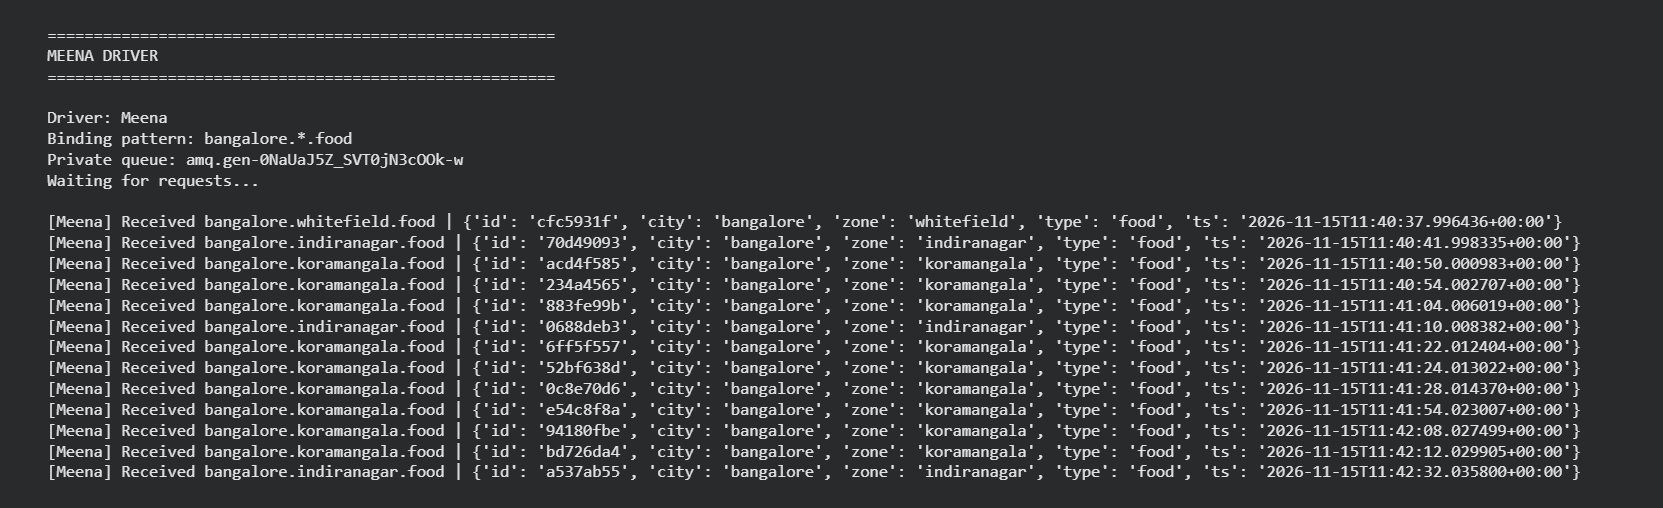 =======================================================
MEENA DRIVER
=======================================================
Driver: Meena
Binding pattern: bangalore.*.food
Private queue: amq.gen-0NaUaJ5Z_SVT0jN3cOOk-w
Waiting for requests...
[Meena] Received bangalore.whitefield.food | {'id': 'cfc5931f', 'city': 'bangalore', 'zone': 'whitefield', 'type': 'food', 'ts': '2026-11-15T11:40:37.996436+00:00'}
[Meena] Received bangalore.indiranagar.food | {'id': '70d49093', 'city': 'bangalore', 'zone': 'indiranagar', 'type': 'food', 'ts': '2026-11-15T11:40:41.998335+00:00'}
[Meena] Received bangalore.koramangala.food | {'id': 'acd4f585', 'city': 'bangalore', 'zone': 'koramangala', 'type': 'food', 'ts': '2026-11-15T11:40:50.000983+00:00'}
[Meena] Received bangalore.koramangala.food | {'id': '234a4565', 'city': 'bangalore', 'zone': 'koramangala', 'type': 'food', 'ts': '2026-11-15T11:40:54.002707+00:00'}
[Meena] Received bangalore.koramangala.food | {'id': '883fe99b', 'city': 'bangalore', 'zone': 'koramangala', 'type': 'food', 'ts': '2026-11-15T11:41:04.006019+00:00'}
[Meena] Received bangalore.indiranagar.food | {'id': '0688deb3', 'city': 'bangalore', 'zone': 'indiranagar', 'type': 'food', 'ts': '2026-11-15T11:41:10.008382+00:00'}
[Meena] Received bangalore.koramangala.food | {'id': '6ff5f557', 'city': 'bangalore', 'zone': 'koramangala', 'type': 'food', 'ts': '2026-11-15T11:41:22.012404+00:00'}
[Meena] Received bangalore.koramangala.food | {'id': '52bf638d', 'city': 'bangalore', 'zone': 'koramangala', 'type': 'food', 'ts': '2026-11-15T11:41:24.013022+00:00'}
[Meena] Received bangalore.koramangala.food | {'id': '0c8e70d6', 'city': 'bangalore', 'zone': 'koramangala', 'type': 'food', 'ts': '2026-11-15T11:41:28.014370+00:00'}
[Meena] Received bangalore.koramangala.food | {'id': 'e54c8f8a', 'city': 'bangalore', 'zone': 'koramangala', 'type': 'food', 'ts': '2026-11-15T11:41:54.023007+00:00'}
[Meena] Received bangalore.koramangala.food | {'id': '94180fbe', 'city': 'bangalore', 'zone': 'koramangala', 'type': 'food', 'ts': '2026-11-15T11:42:08.027499+00:00'}
[Meena] Received bangalore.koramangala.food | {'id': 'bd726da4', 'city': 'bangalore', 'zone': 'koramangala', 'type': 'food', 'ts': '2026-11-15T11:42:12.029905+00:00'}
[Meena] Received bangalore.indiranagar.food | {'id': 'a537ab55', 'city': 'bangalore', 'zone': 'indiranagar', 'type': 'food', 'ts': '2026-11-15T11:42:32.035800+00:00'}